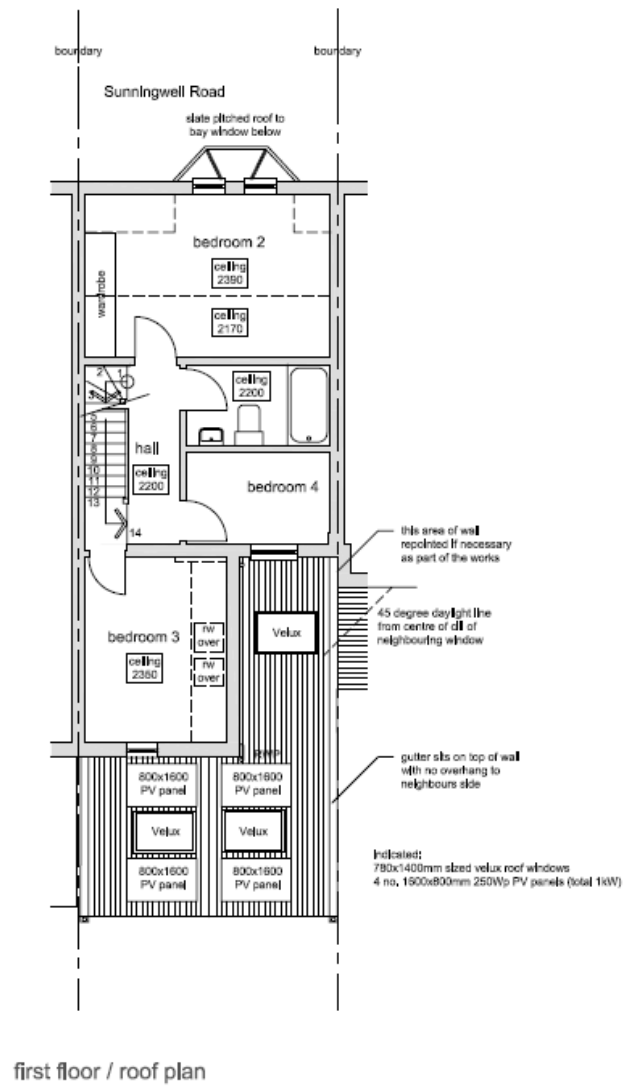 boundary
boundary
Sunningwell Road
slate pitched roof to
bay window below
bedroom 2
ceiling
2390
wardrobe
ceiling
2170
2
1
3
ceiling
2200
5
6
7
8
9
10
11
12
13
14
hall
ceiling
2200
bedroom 4
this area of wall
repointed if necessary
as part of the works
45 degree daylight line
from centre of cill of
neighbouring window
Velux
bedroom 3
ceiling
2350
rw
over
rw
over
RWP
gutter sits on top of wall
with no overhang to
neighbours side
800x1600
PV panel
800x1600
PV panel
Velux
Velux
800x1600
PV panel
800x1600
PV panel
Indicated:
780x1400mm sized velux roof windows
4 no. 1600x800mm 250Wp PV panels (total 1kW)
first floor / roof plan